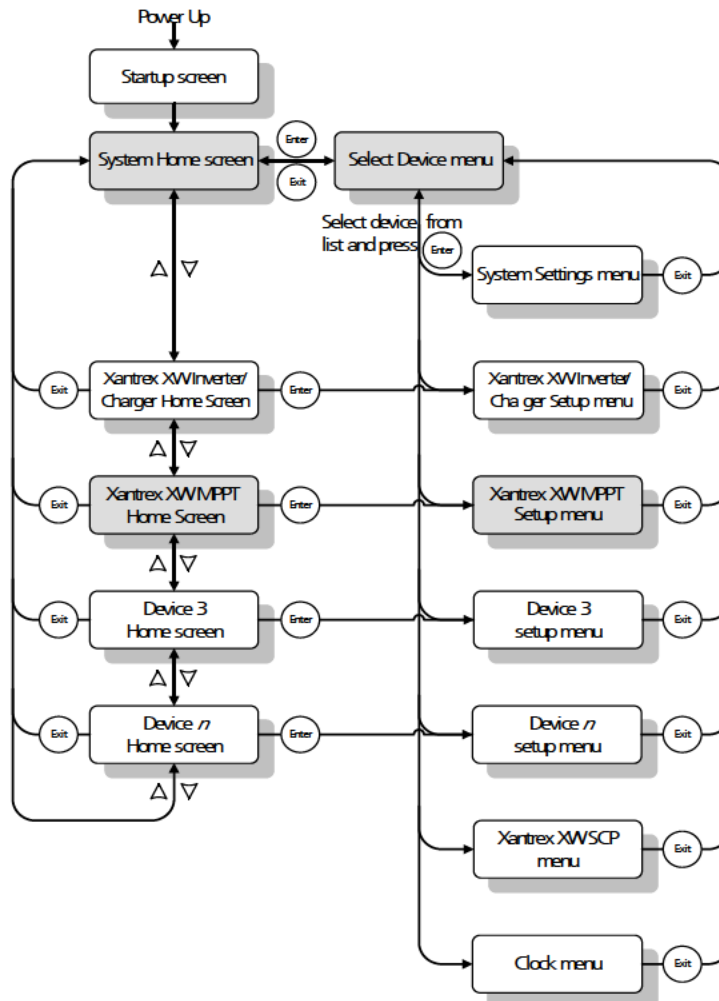 Power Up
Startup screen
System Home screen
Enter
Exit
Select Device menu
Select device from
list and press
Enter
System Settings menu
Exit
Exit
Xantrex XW Inverter/
Charger Home Screen
Enter
Xantrex XW Inverter/
Cha ger Setup menu
Exit
Exit
Xantrex XW MPPT
Home Screen
Enter
Xantrex XW MPPT
Setup menu
Exit
Exit
Device 3
Home screen
Enter
Device 3
setup menu
Exit
Exit
Device n
Home screen
Enter
Device n
setup menu
Exit
Xantrex XW SCP
menu
Exit
Clock menu
Exit